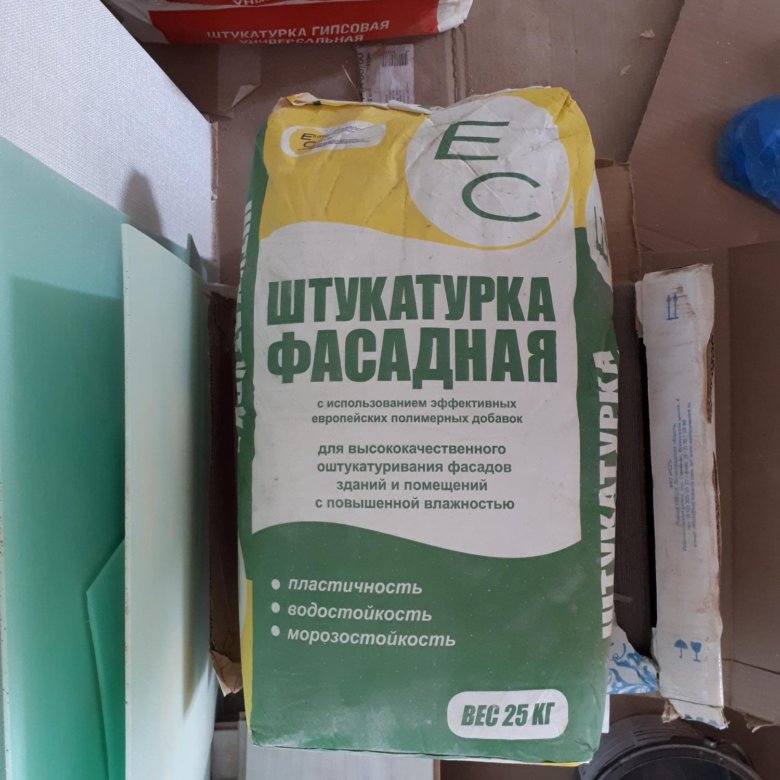 ШТУКАТУРКА ГИПСОВАЯ
УНИВЕРСАЛЬНАЯ
Е
С
ЕС
ШТУКАТУРКА
ФАСАДНАЯ
с использованием эффективных
европейских полимерных добавок
для высококачественного
оштукатуривания фасадов
зданий и помещений
с повышенной влажностью
• пластичность
• водостойкость
• морозостойкость
ВЕС 25 КГ
ШТУКАТУРКА